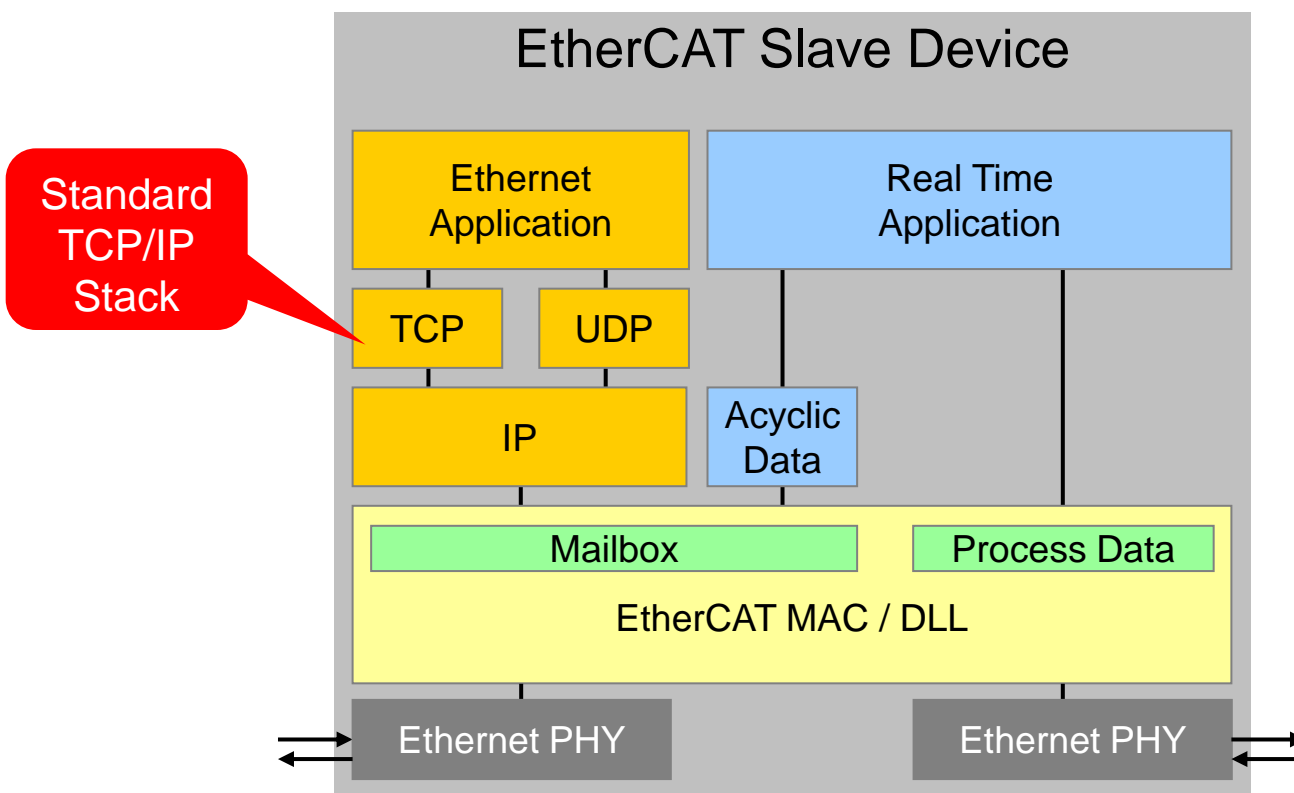 EtherCAT Slave Device
Standard
TCP/IP
Stack
Ethernet
Application
Real Time
Application
TCP
UDP
IP
Acyclic
Data
Mailbox
Process Data
EtherCAT MAC / DLL
Ethernet PHY
Ethernet PHY